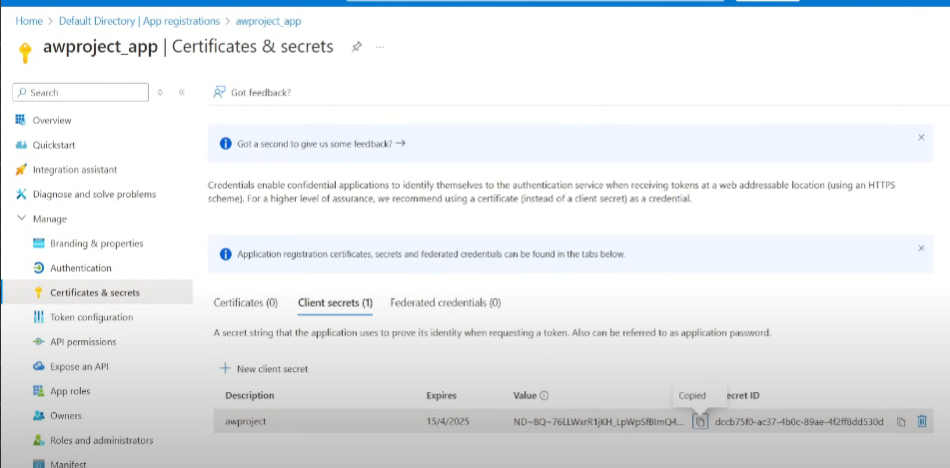 Home > Default Directory | App registrations > awproject_app
awproject_app | Certificates & secrets
Search
Got feedback?
Overview
Quickstart
Integration assistant
Diagnose and solve problems
Manage
Branding & properties
Authentication
Certificates & secrets
Token configuration
API permissions
Expose an API
App roles
Owners
Roles and administrators
Manifest
Got a second to give us some feedback?
Credentials enable confidential applications to identify themselves to the authentication service when receiving tokens at a web addressable location (using an HTTPS
scheme). For a higher level of assurance, we recommend using a certificate (instead of a client secret) as a credential.
Application registration certificates, secrets and federated credentials can be found in the tabs below.
Certificates (0) Client secrets (1) Federated credentials (0)
A secret string that the application uses to prove its identity when requesting a token. Also can be referred to as application password.
New client secret
Description Expires Value Copied ecret ID
awproject 15/4/2025 dccb75f0-ac37-4b0c-89ae-4f2ff8dd530d